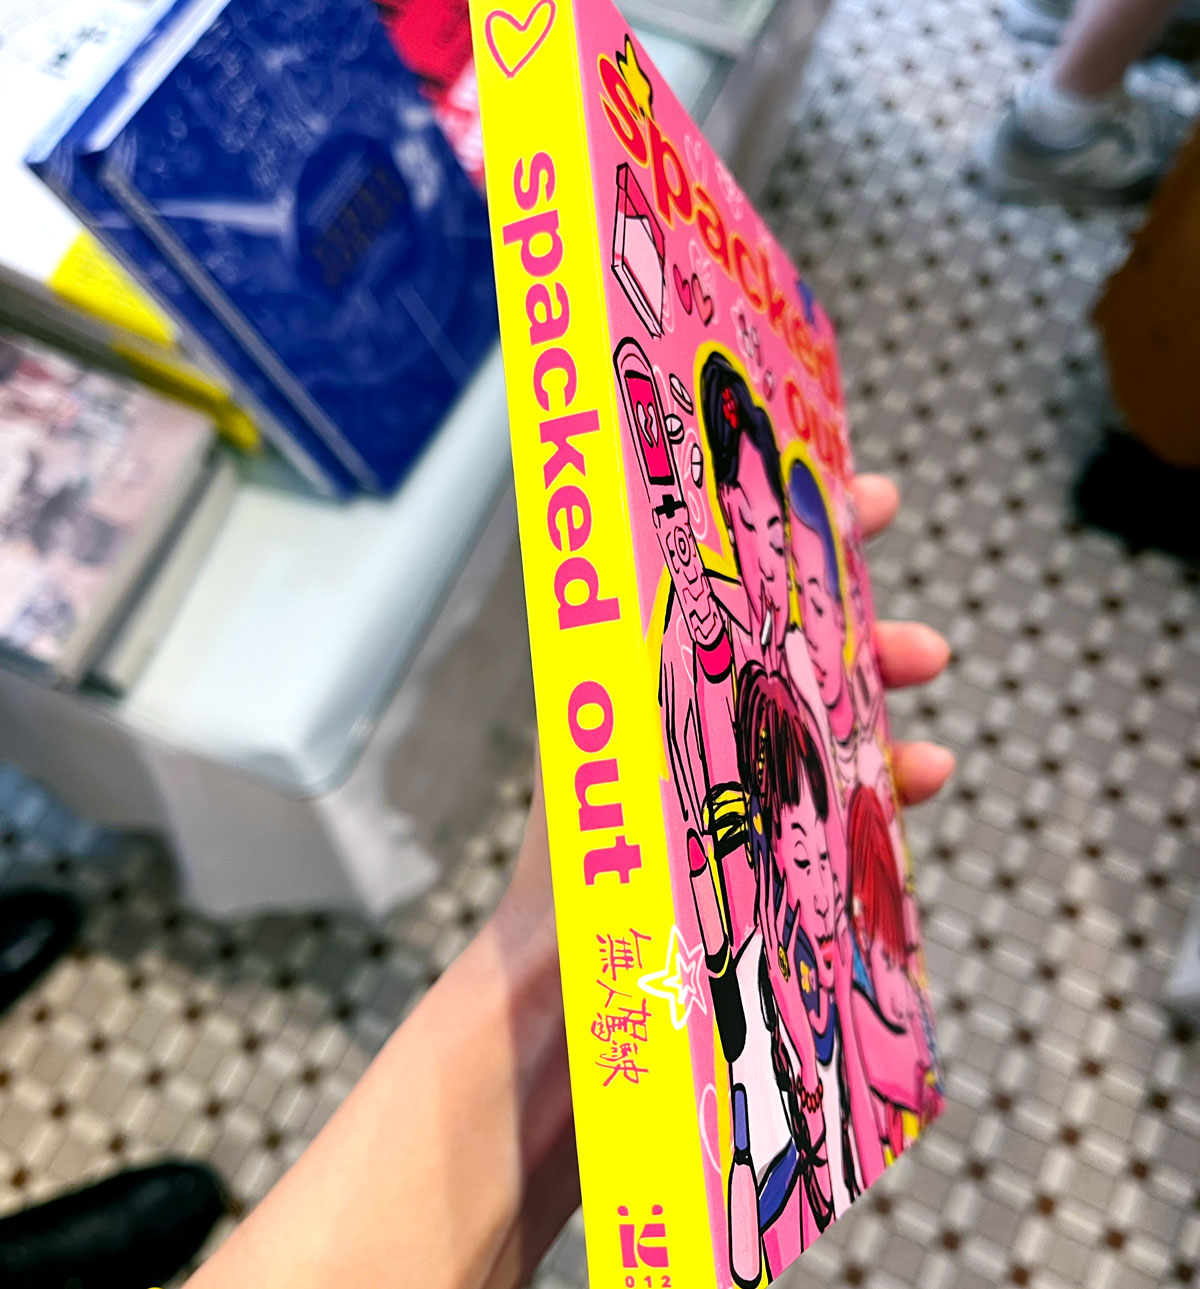 spacked out
無人駕駛
012
spacked
out